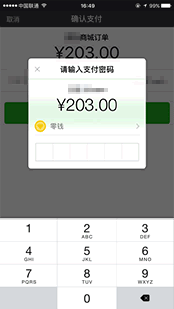 中国联通 16:49
取消 确认支付
商城订单
¥203.00
请输入支付密码
¥203.00
零钱
1 2 3
ABC DEF
4 5 6
GHI JKL MNO
7 8 9
PQRS TUV WXYZ
0